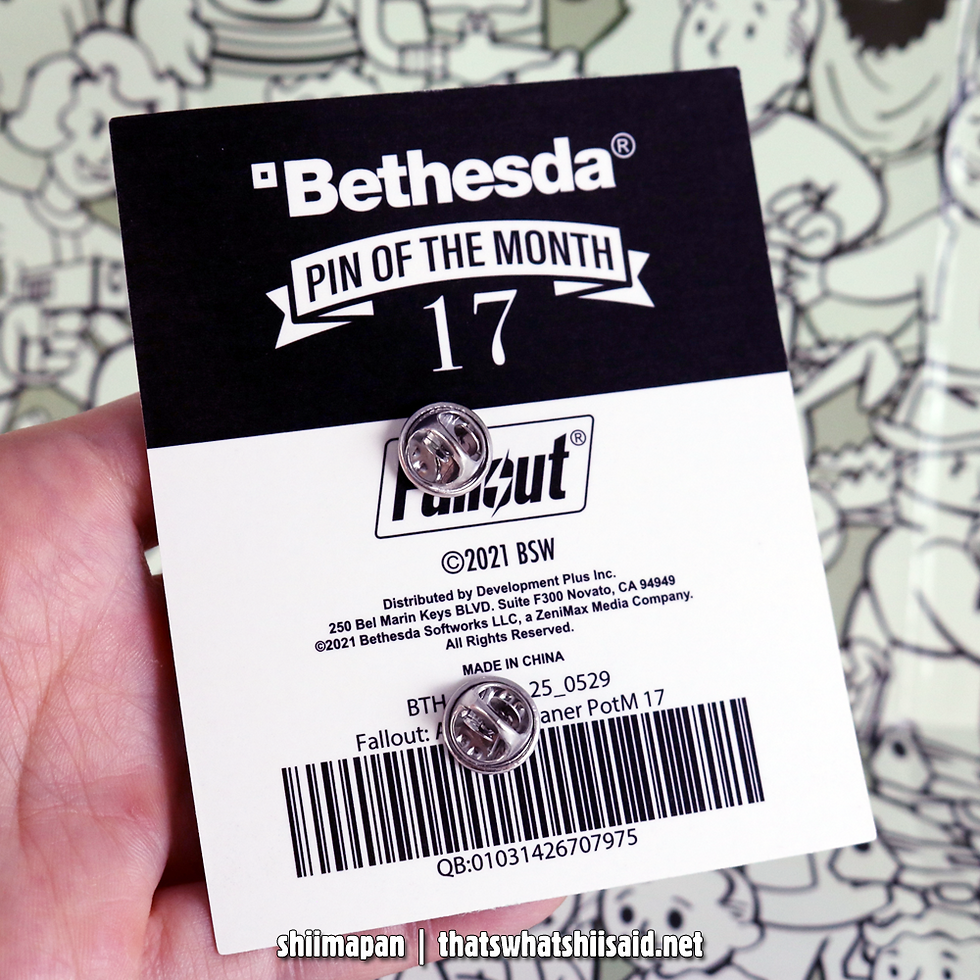 Bethesda®
PIN OF THE MONTH
17
Fallout®
©2021 BSW
Distributed by Development Plus Inc.
250 Bel Marin Keys BLVD. Suite F300 Novato, CA 94949
©2021 Bethesda Softworks LLC, a ZeniMax Media Company.
All Rights Reserved.
MADE IN CHINA
BTH 25_0529
Fallout: PotM 17
QB:01031426707975
shiimapan | thatswhatshiisaid.net